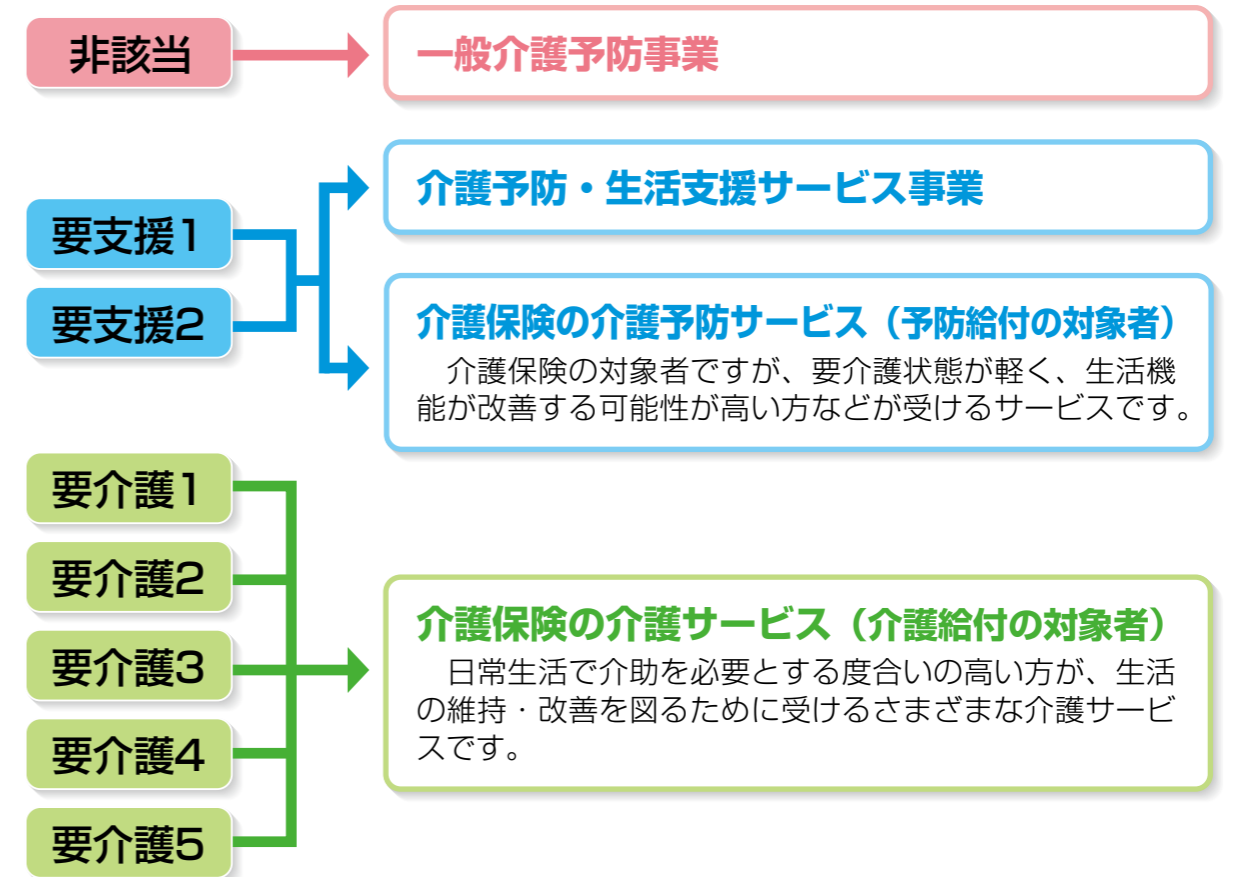 非該当
一般介護予防事業
介護予防・生活支援サービス事業
要支援1
要支援2
介護保険の介護予防サービス（予防給付の対象者）
介護保険の対象者ですが、要介護状態が軽く、生活機
能が改善する可能性が高い方などが受けるサービスです。
要介護1
要介護2
要介護3
要介護4
要介護5
介護保険の介護サービス（介護給付の対象者）
日常生活で介助を必要とする度合いの高い方が、生活
の維持・改善を図るために受けるさまざまな介護サービ
スです。